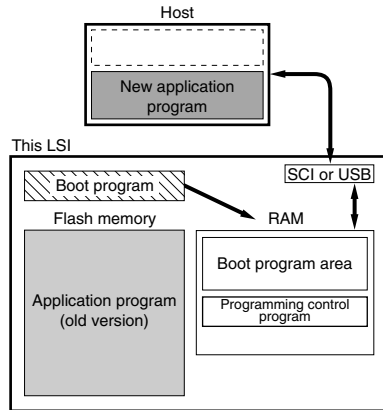 Host
New application
program
This LSI
SCI or USB
Boot program
Flash memory
RAM
Application program
(old version)
Boot program area
Programming control
program